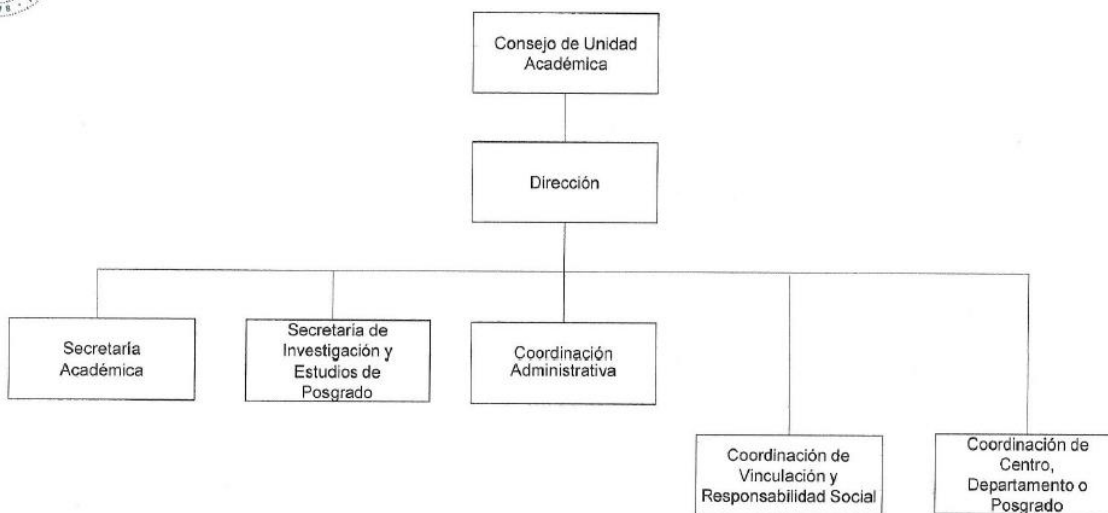 Consejo de Unidad
Académica
Dirección
Secretaría
Académica
Secretaria de
Investigación y
Estudios de
Posgrado
Coordinación
Administrativa
Coordinación de
Vinculación y
Responsabilidad Social
Coordinación de
Centro,
Departamento o
Posgrado